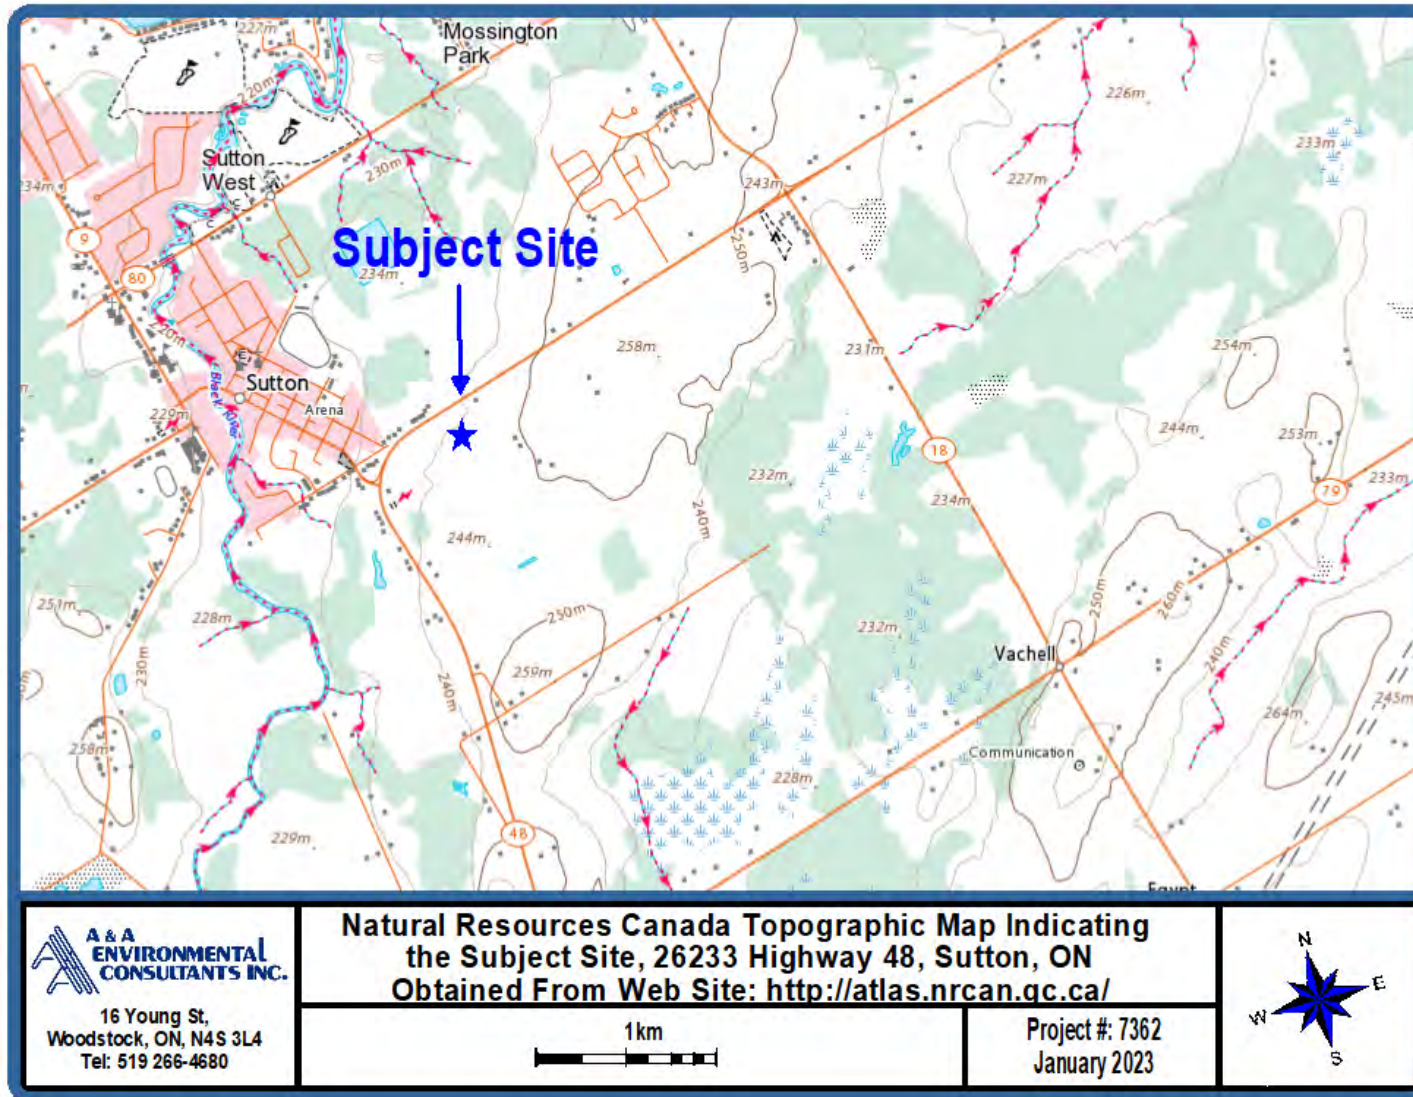 Mossington
Park
227m
220m
226m
Sutton
West
230m
233m
234m
243m
227m
9
Subject Site
250m
80
234m
220m
258m
231m
254m
Sutton
Black River
Arena
229m
244m
253m
18
232m
233m
79
234m
240m
244m
251m
228m
250m
250m
260m
232m
230m
Vachell
240m
259m
240m
245m
264m
258m
Communication
228m
48
229m
Egypt
A & A
ENVIRONMENTAL
CONSULTANTS INC.
16 Young St,
Woodstock, ON, N4S 3L4
Tel: 519 266-4680
Natural Resources Canada Topographic Map Indicating
the Subject Site, 26233 Highway 48, Sutton, ON
Obtained From Web Site: http://atlas.nrcan.gc.ca/
1km
Project #: 7362
January 2023
N
E
W
S